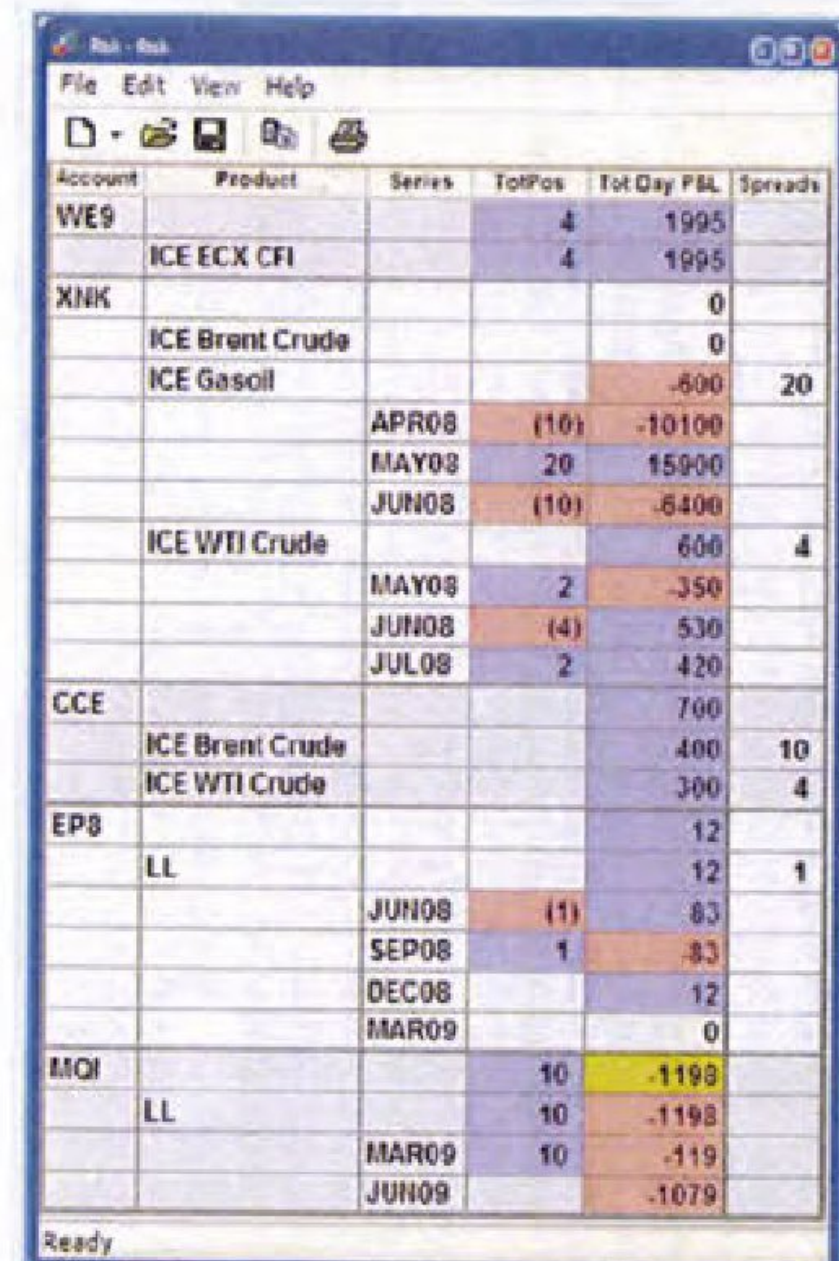 Risk - Risk
File Edit View Help
Account Product Series TotPos Tot Day P&L Spreads
WE9 4 1995
ICE ECX CFI 4 1995
XNK 0
ICE Brent Crude 0
ICE Gasoil -600 20
APR08 (10) -10100
MAY08 20 15900
JUN08 (10) -6400
ICE WTI Crude 600 4
MAY08 2 -350
JUN08 (4) 530
JUL08 2 420
CCE 700
ICE Brent Crude 400 10
ICE WTI Crude 300 4
EP8 12
LL 12 1
JUN08 (1) 83
SEP08 1 -83
DEC08 12
MAR09 0
MQI 10 -1198
LL 10 -1198
MAR09 10 -119
JUN09 -1079
Ready